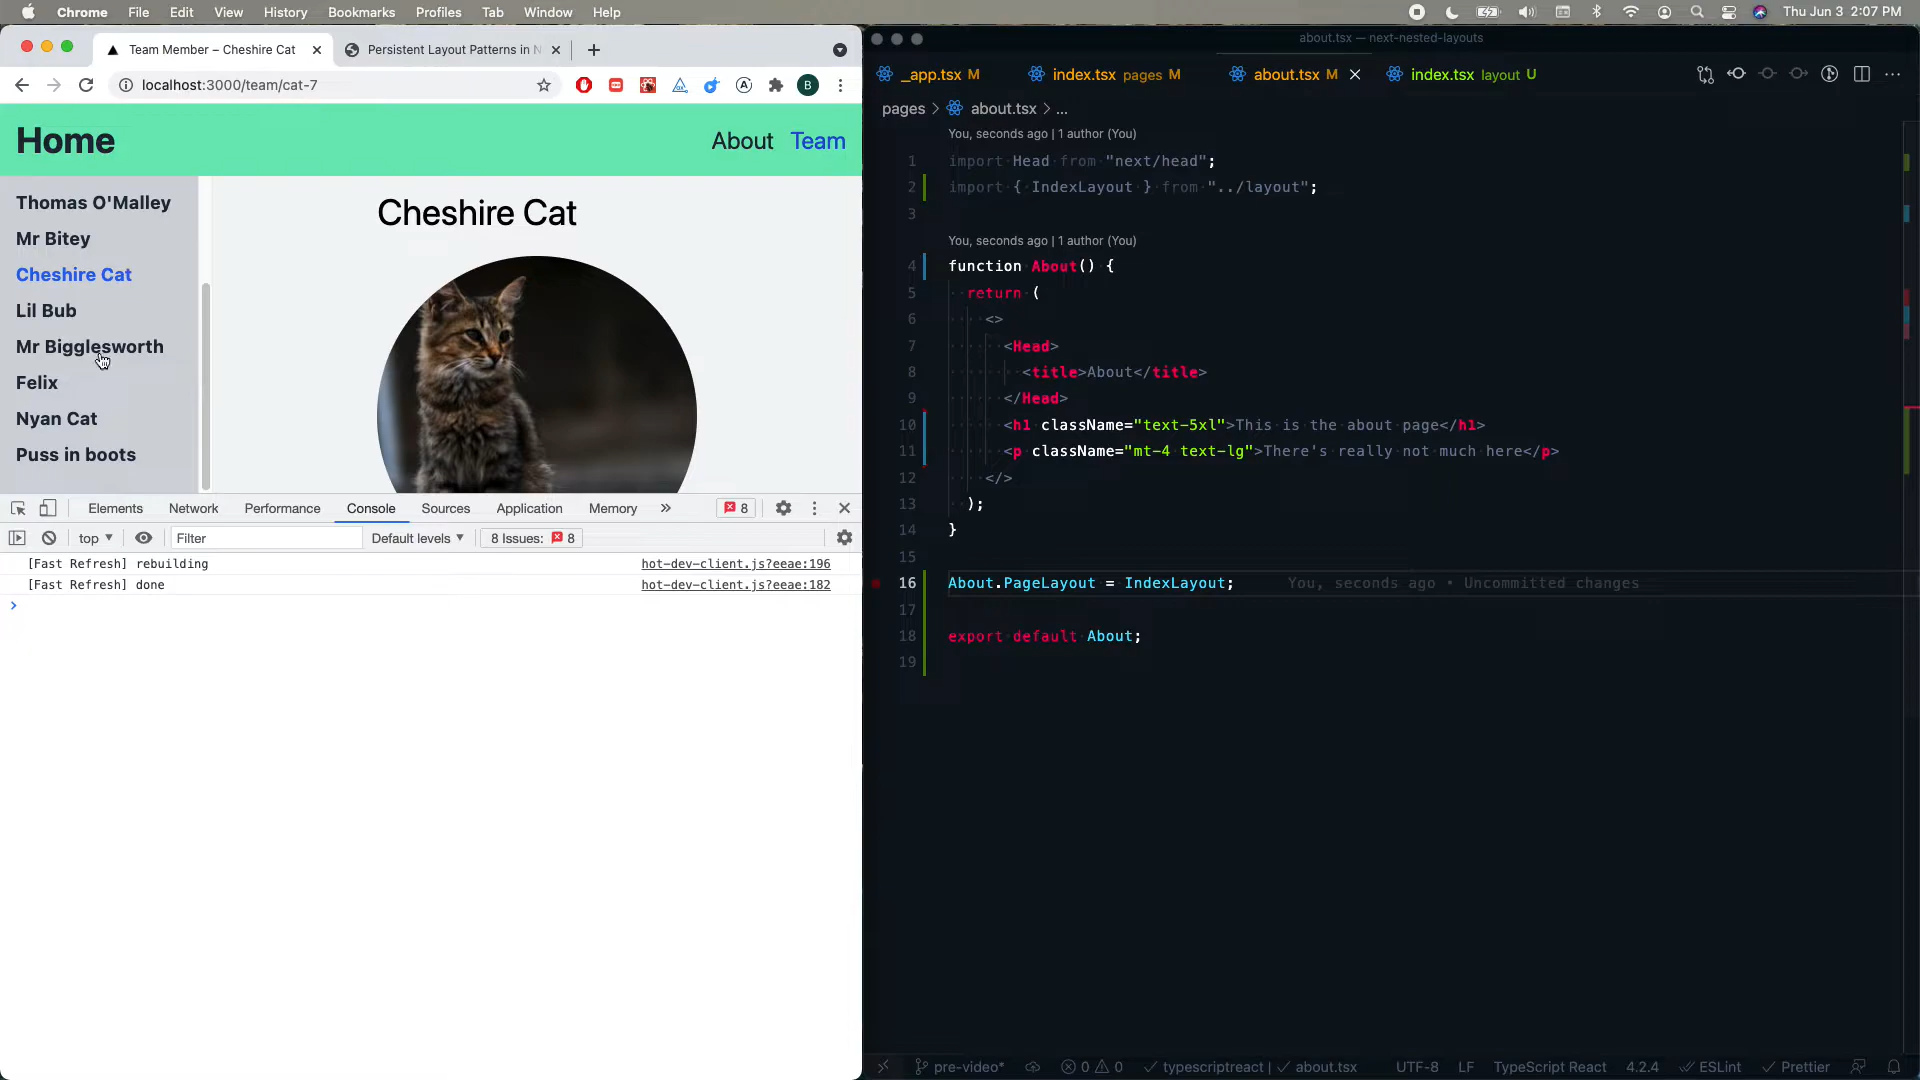 Chrome File Edit View History Bookmarks Profiles Tab Window Help Thu Jun 3 2:07 PM
Team Member – Cheshire Cat
Persistent Layout Patterns in N
localhost:3000/team/cat-7
B
Home
About Team
Thomas O'Malley
Mr Bitey
Cheshire Cat
Lil Bub
Mr Bigglesworth
Felix
Nyan Cat
Puss in boots
Cheshire Cat
Elements Network Performance Console Sources Application Memory » 8
top ▼ Filter Default levels ▼ 8 Issues: 8
[Fast Refresh] rebuilding hot-dev-client.js?eeae:196
[Fast Refresh] done hot-dev-client.js?eeae:182
about.tsx — next-nested-layouts
_app.tsx M index.tsx pages M about.tsx M index.tsx layout U
pages > about.tsx > ...
You, seconds ago | 1 author (You)
1 import Head from "next/head";
2 import { IndexLayout } from "../layout";
3
You, seconds ago | 1 author (You)
4 function About() {
5 return (
6 <>
7 <Head>
8 <title>About</title>
9 </Head>
10 <h1 className="text-5xl">This is the about page</h1>
11 <p className="mt-4 text-lg">There's really not much here</p>
12 </>
13 );
14 }
15
16 About.PageLayout = IndexLayout; You, seconds ago • Uncommitted changes
17
18 export default About;
19
pre-video* 0 0 typescriptreact | about.tsx UTF-8 LF TypeScript React 4.2.4 ESLint Prettier